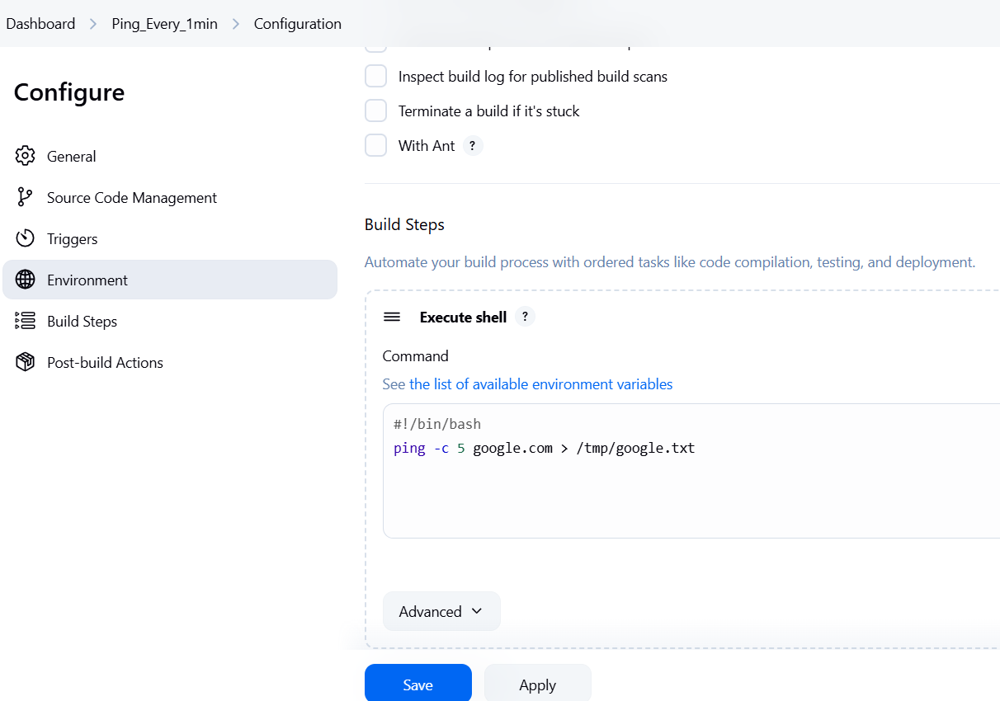 Dashboard > Ping_Every_1min > Configuration
Configure
General
Source Code Management
Triggers
Environment
Build Steps
Post-build Actions
Inspect build log for published build scans
Terminate a build if it's stuck
With Ant ?
Build Steps
Automate your build process with ordered tasks like code compilation, testing, and deployment.
Execute shell ?
Command
See the list of available environment variables
#!/bin/bash
ping -c 5 google.com > /tmp/google.txt
Advanced
Save
Apply